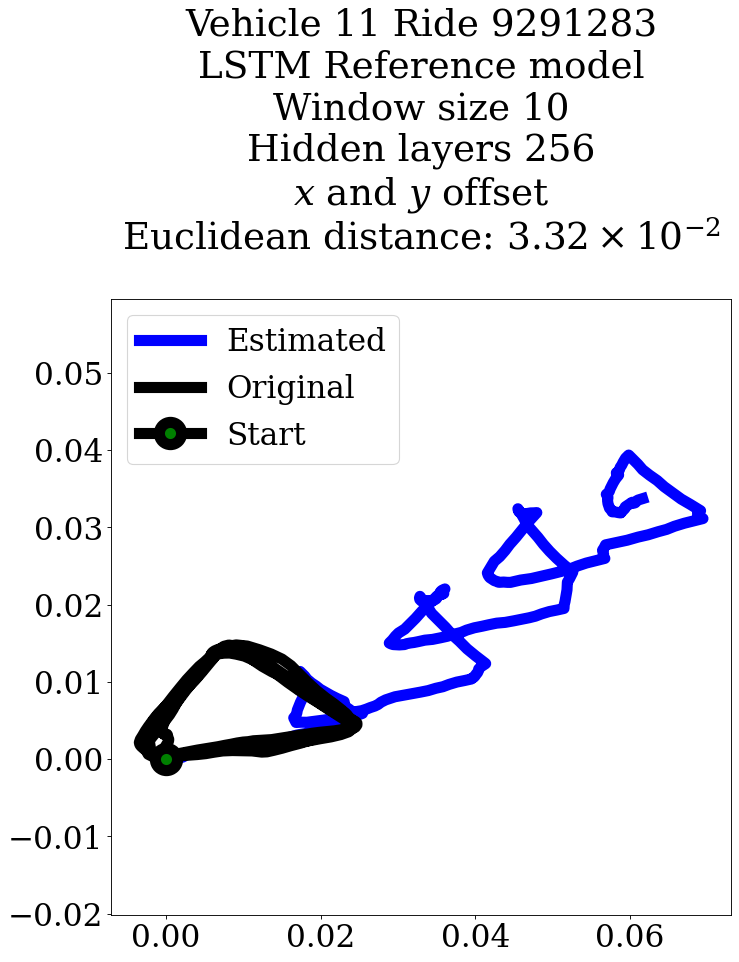 Vehicle 11 Ride 9291283
LSTM Reference model
Window size 10
Hidden layers 256
x and y offset
Euclidean distance: 3.32 × 10⁻²
Estimated
Original
Start
0.05
0.04
0.03
0.02
0.01
0.00
−0.01
−0.02
0.00 0.02 0.04 0.06